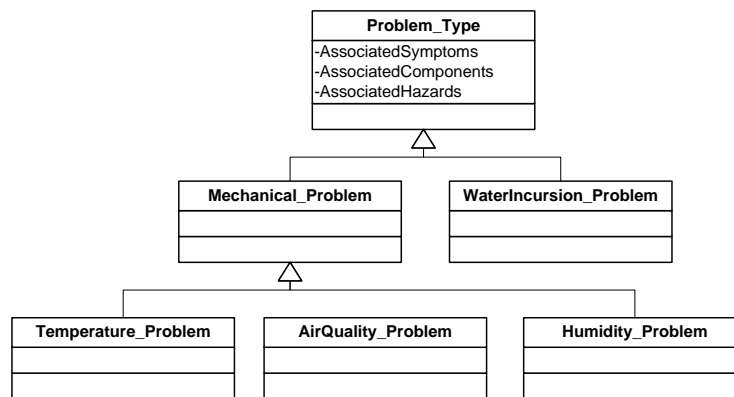 Problem_Type
-AssociatedSymptoms
-AssociatedComponents
-AssociatedHazards
Mechanical_Problem
WaterIncursion_Problem
Temperature_Problem
AirQuality_Problem
Humidity_Problem